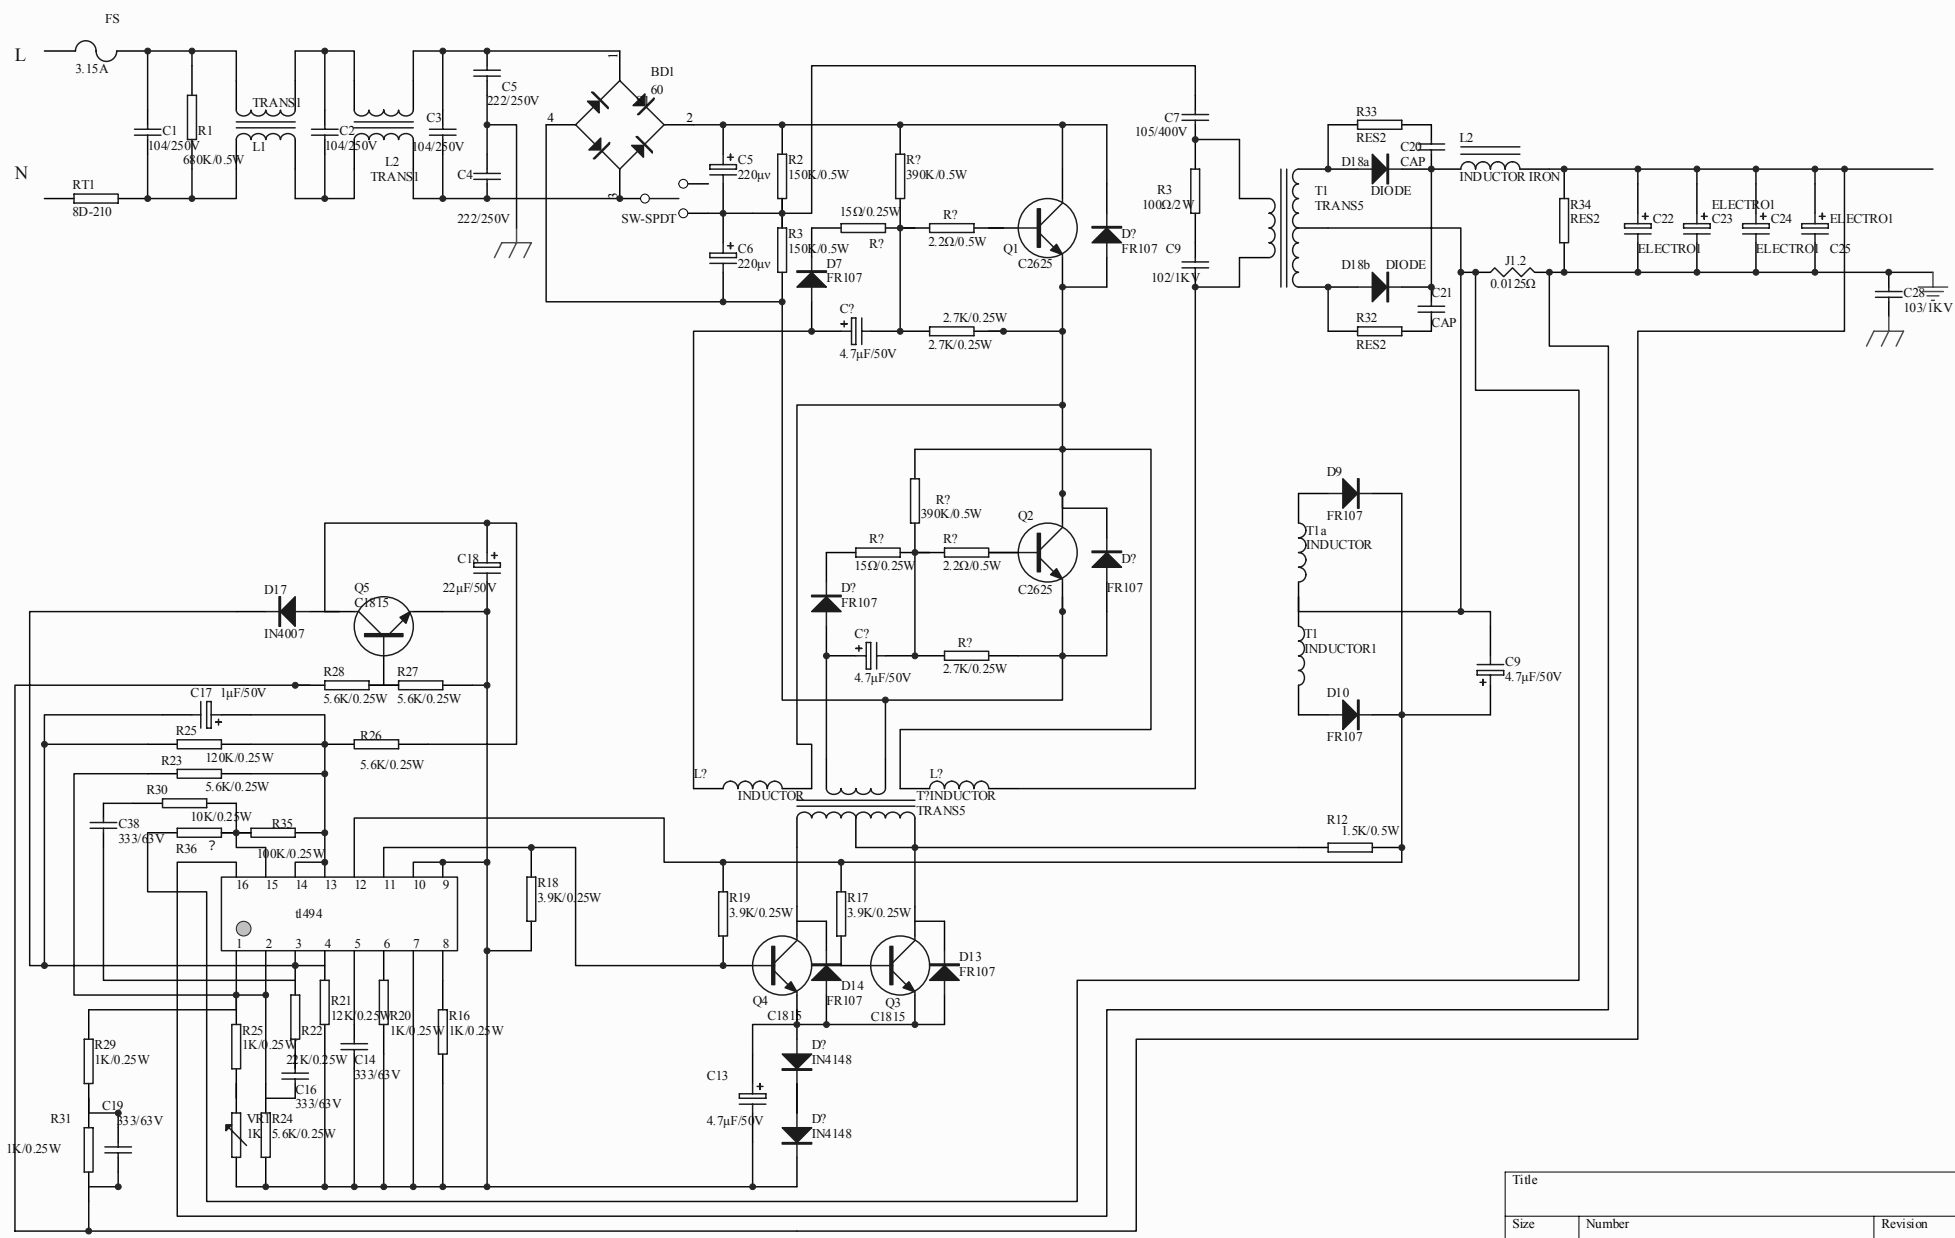 FS
L
3.15A
N
RT1
8D-210
C1
104/250V
R1
680K/0.5W
TRANS1
L1
C2
104/250V
L2
TRANS1
C3
104/250V
C5
222/250V
C4
222/250V
BD1
60
1
2
3
4
SW-SPDT
C5
220μv
C6
220μv
R2
150K/0.5W
R3
150K/0.5W
R?
390K/0.5W
15Ω/0.25W
R?
R?
2.2Ω/0.5W
D7
FR107
C?
4.7μF/50V
2.7K/0.25W
2.7K/0.25W
Q1
C2625
D?
FR107
C7
105/400V
R3
100Ω/2W
C9
102/1KV
T1
TRANS5
R33
RES2
D18a
DIODE
C20
CAP
D18b
DIODE
C21
CAP
R32
RES2
L2
INDUCTOR IRON
R34
RES2
J1.2
0.0125Ω
C22
ELECTRO1
ELECTRO1
C23
C24
ELECTRO1
ELECTRO1
C25
C28
103/1KV
R?
390K/0.5W
R?
15Ω/0.25W
R?
2.2Ω/0.5W
Q2
C2625
D?
FR107
D?
FR107
C?
4.7μF/50V
R?
2.7K/0.25W
D9
FR107
T1a
INDUCTOR
T1
INDUCTOR1
D10
FR107
C9
4.7μF/50V
C18
22μF/50V
D17
IN4007
Q5
C1815
R28
5.6K/0.25W
R27
5.6K/0.25W
C17
1μF/50V
R25
120K/0.25W
R26
5.6K/0.25W
R23
5.6K/0.25W
R30
10K/0.25W
C38
333/63V
R36
?
R35
100K/0.25W
L?
INDUCTOR
L?
T?INDUCTOR
TRANS5
R12
1.5K/0.5W
16 15 14 13 12 11 10 9
tl494
1 2 3 4 5 6 7 8
R18
3.9K/0.25W
R19
3.9K/0.25W
R17
3.9K/0.25W
Q4
C1815
D14
FR107
Q3
C1815
D13
FR107
R29
1K/0.25W
R25
1K/0.25W
R22
22K/0.25W
R21
12K/0.25W
R20
1K/0.25W
R16
1K/0.25W
C14
333/63V
C16
333/63V
R31
1K/0.25W
C19
333/63V
VR1
1K
R24
5.6K/0.25W
C13
4.7μF/50V
D?
IN4148
D?
IN4148
Title
Size
Number
Revision